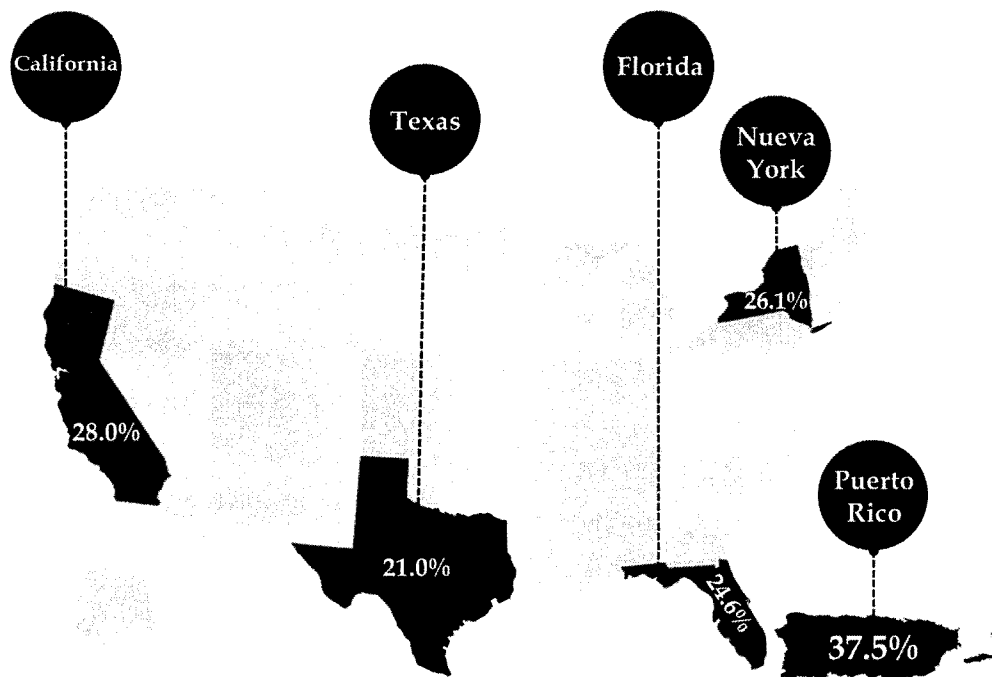 California
Texas
Florida
Nueva
York
26.1%
28.0%
21.0%
24.6%
Puerto
Rico
37.5%